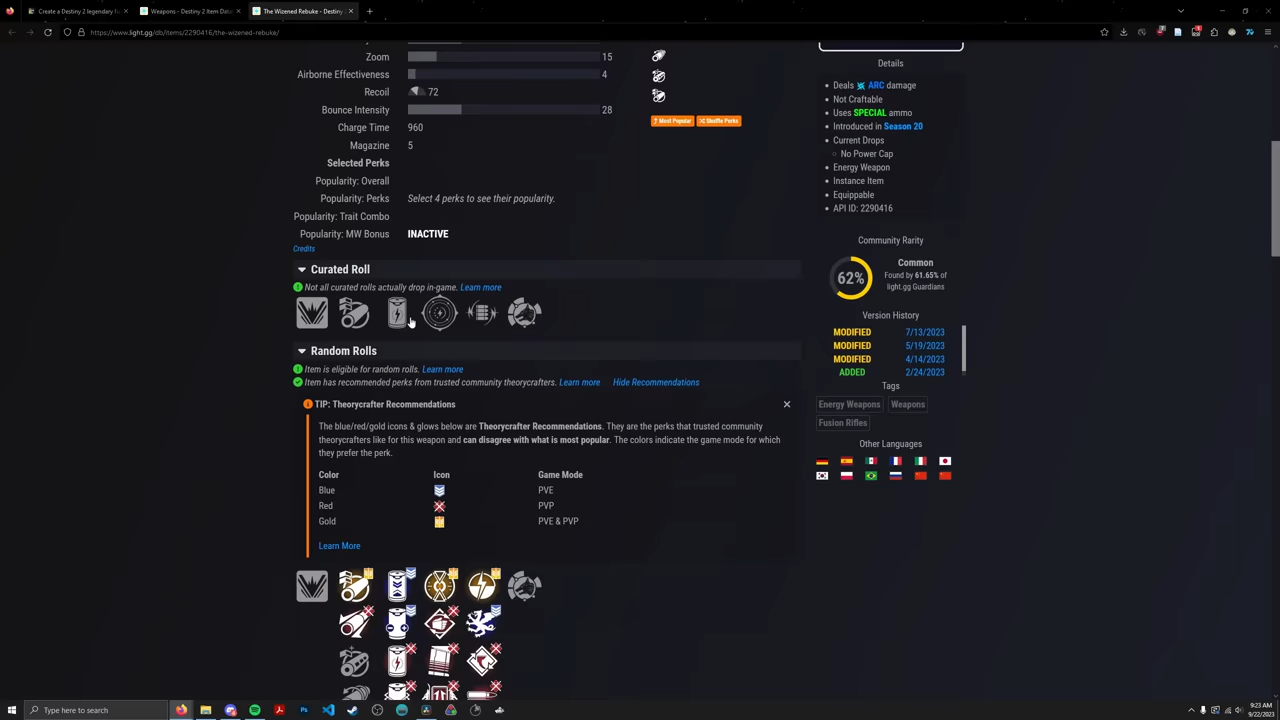 Create a Destiny 2 legendary fu
Weapons - Destiny 2 Item Data
The Wizened Rebuke - Destiny
https://www.light.gg/db/items/2290416/the-wizened-rebuke/
Zoom 15
Airborne Effectiveness 4
Recoil 72
Bounce Intensity 28
Charge Time 960
Magazine 5
Selected Perks
Popularity: Overall
Popularity: Perks Select 4 perks to see their popularity.
Popularity: Trait Combo
Popularity: MW Bonus INACTIVE
Credits
Most Popular Shuffle Perks
Curated Roll
Not all curated rolls actually drop in-game. Learn more
Random Rolls
Item is eligible for random rolls. Learn more
Item has recommended perks from trusted community theorycrafters. Learn more Hide Recommendations
TIP: Theorycrafter Recommendations
The blue/red/gold icons & glows below are Theorycrafter Recommendations. They are the perks that trusted community
theorycrafters like for this weapon and can disagree with what is most popular. The colors indicate the game mode for which
they prefer the perk.
Color Icon Game Mode
Blue PVE
Red PVP
Gold PVE & PVP
Learn More
Details
Deals ARC damage
Not Craftable
Uses SPECIAL ammo
Introduced in Season 20
Current Drops
No Power Cap
Energy Weapon
Instance Item
Equippable
API ID: 2290416
Community Rarity
62%
Common
Found by 61.65% of
light.gg Guardians
Version History
MODIFIED 7/13/2023
MODIFIED 5/19/2023
MODIFIED 4/14/2023
ADDED 2/24/2023
Tags
Energy Weapons Weapons
Fusion Rifles
Other Languages
Type here to search
9:23 AM
9/22/2023